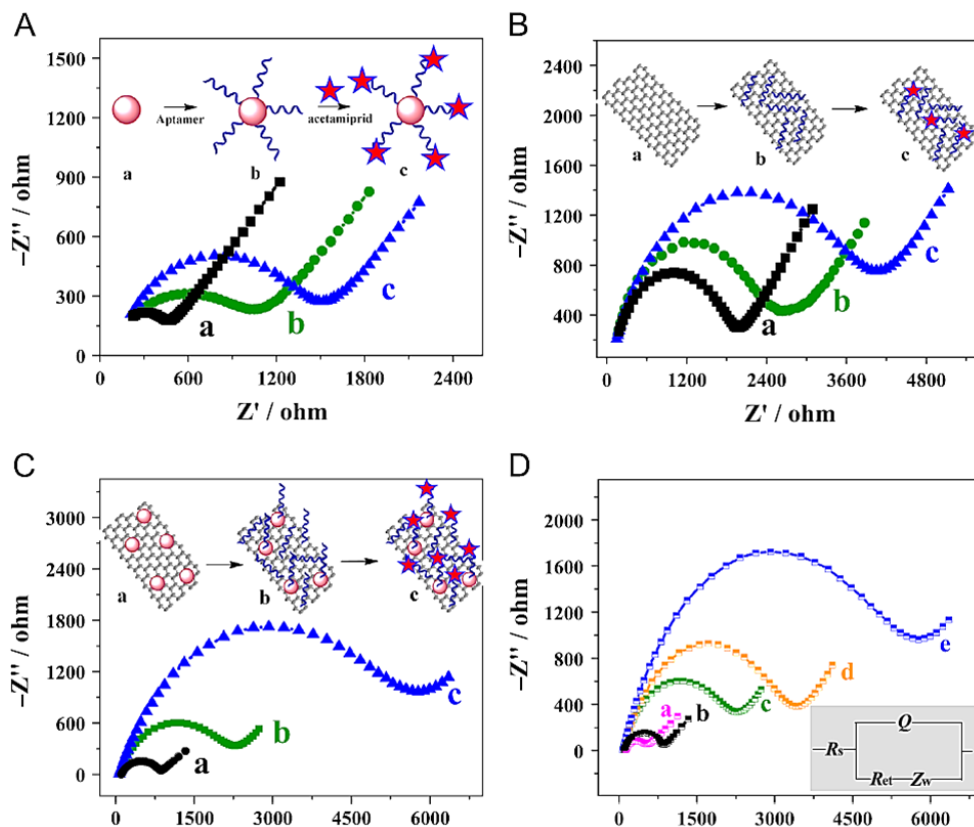 A
1500
1200
900
600
300
0
−Z'' / ohm
Aptamer
acetamiprid
a
b
c
a
b
c
0 600 1200 1800 2400
Z' / ohm
B
2400
2000
1600
1200
800
400
−Z'' / ohm
a
b
c
a
b
c
0 1200 2400 3600 4800
Z' / ohm
C
3000
2400
1800
1200
600
0
−Z'' / ohm
a
b
c
a
b
c
0 1500 3000 4500 6000
Z' / ohm
D
2000
1600
1200
800
400
0
−Z'' / ohm
a
b
c
d
e
Q
Rs
Ret
Zw
0 1500 3000 4500 6000
Z' / ohm